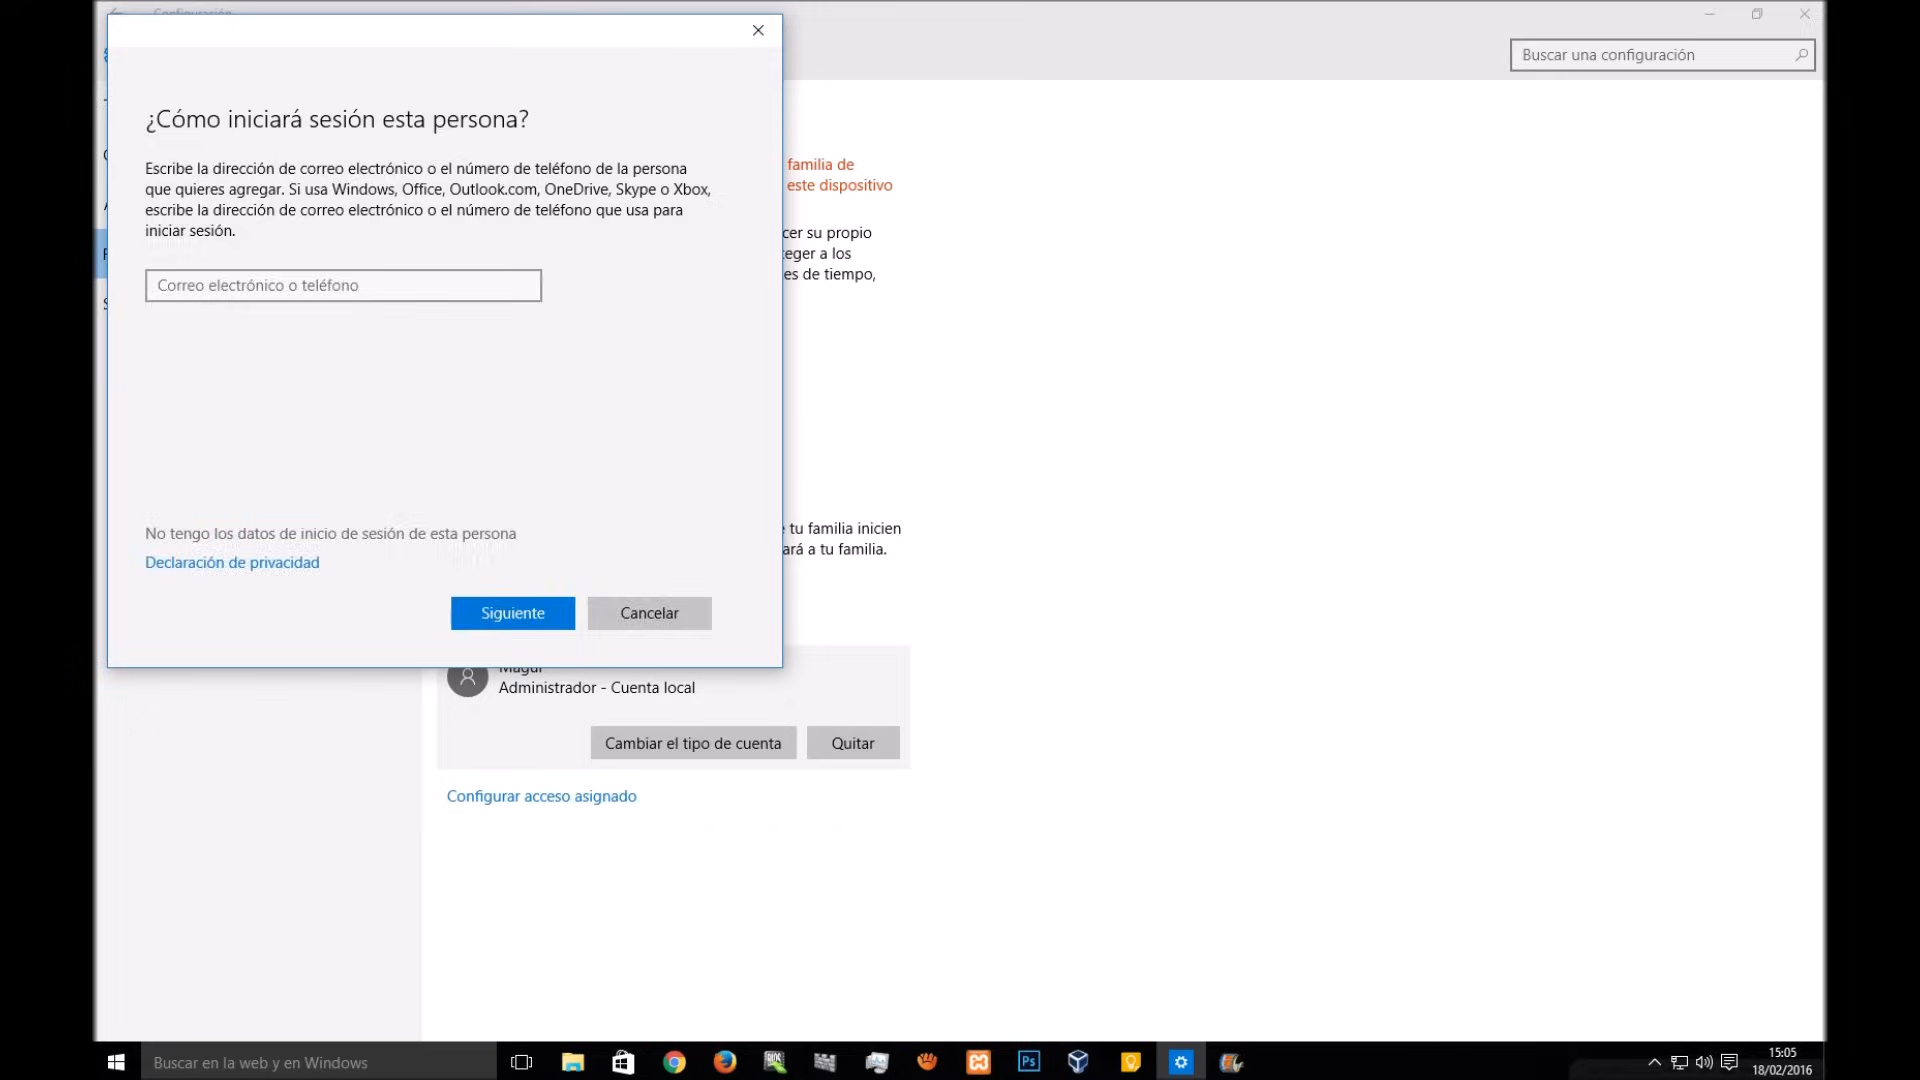 Configuración
Buscar una configuración
¿Cómo iniciará sesión esta persona?
Escribe la dirección de correo electrónico o el número de teléfono de la persona
que quieres agregar. Si usa Windows, Office, Outlook.com, OneDrive, Skype o Xbox,
escribe la dirección de correo electrónico o el número de teléfono que usa para
iniciar sesión.
Correo electrónico o teléfono
No tengo los datos de inicio de sesión de esta persona
Declaración de privacidad
Siguiente
Cancelar
familia de
este dispositivo
cer su propio
eger a los
es de tiempo,
e tu familia inicien
ará a tu familia.
Administrador - Cuenta local
Cambiar el tipo de cuenta
Quitar
Configurar acceso asignado
Buscar en la web y en Windows
Ps
15:05
18/02/2016